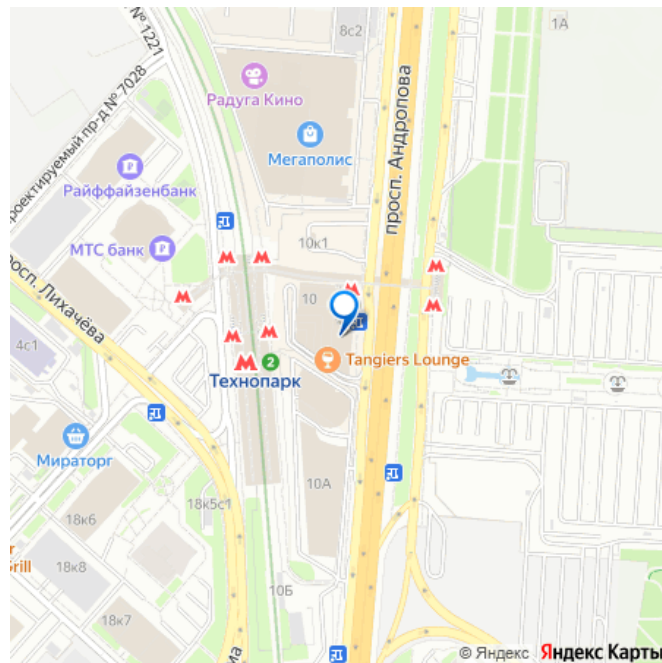 8с2
1А
№ 1221
проектируемый пр-д № 7028
Радуга Кино
Мегаполис
просп. Андропова
Райффайзенбанк
МТС банк
10к1
просп. Лихачёва
10
4с1
2
Технопарк
Tangiers Lounge
Мираторг
10А
18к5с1
18к6
Grill
18к8
10Б
18к7
© Яндекс Яндекс Карты